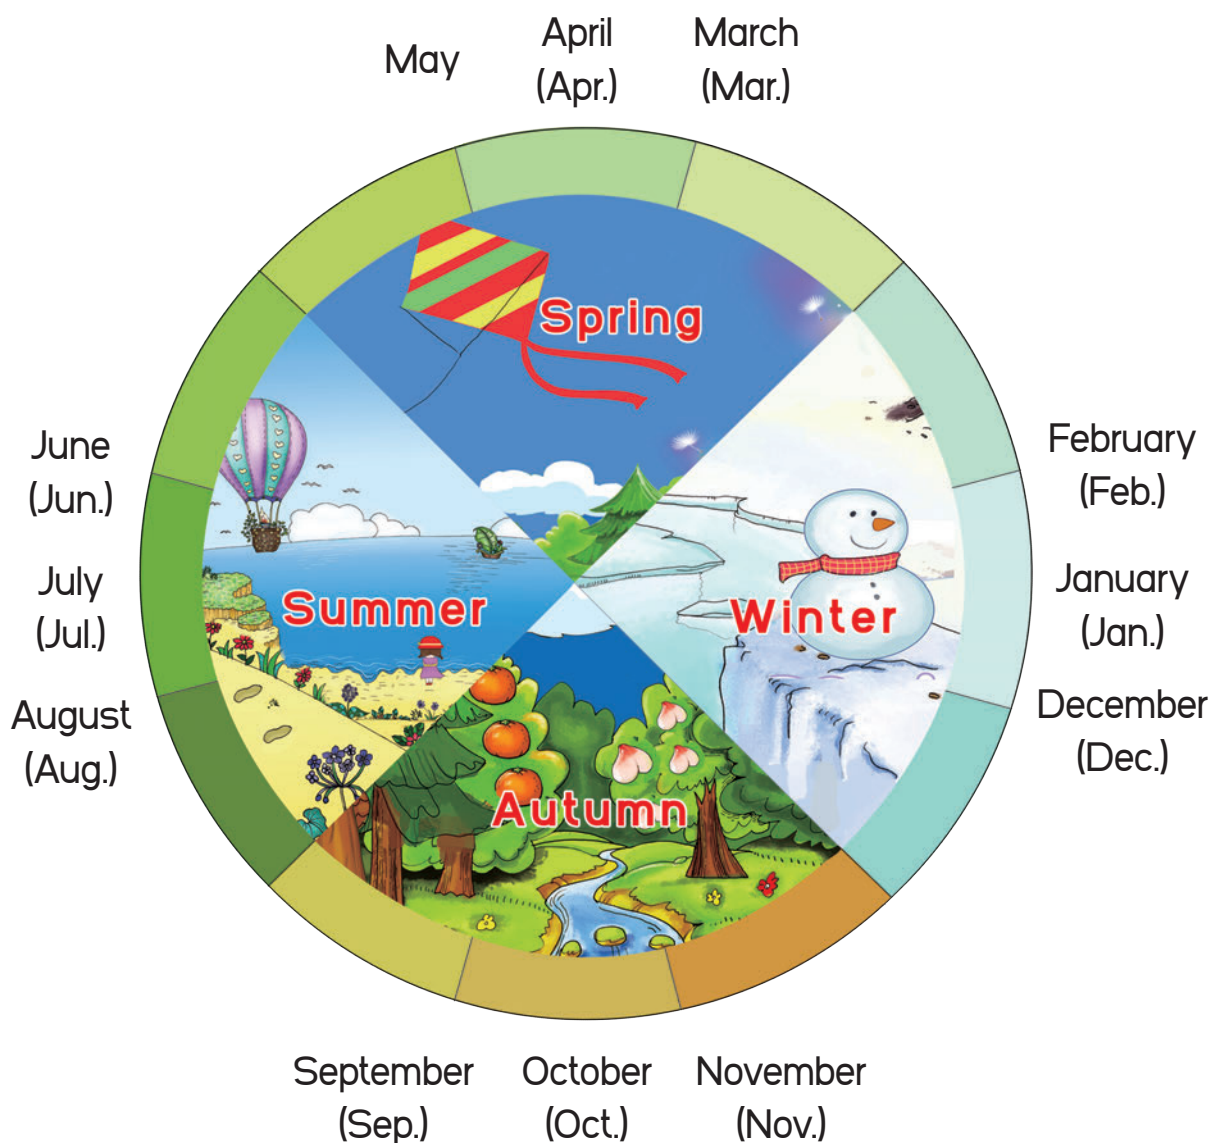 May
April
(Apr.)
March
(Mar.)
Spring
June
(Jun.)
July
(Jul.)
August
(Aug.)
Summer
February
(Feb.)
January
(Jan.)
December
(Dec.)
Winter
Autumn
September
(Sep.)
October
(Oct.)
November
(Nov.)